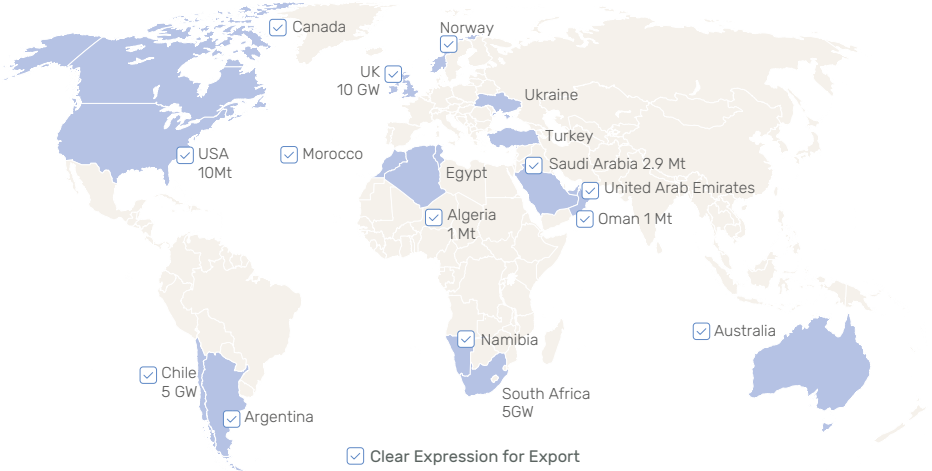 Canada
Norway
UK
10 GW
Ukraine
Turkey
USA
10Mt
Morocco
Saudi Arabia 2.9 Mt
Egypt
United Arab Emirates
Algeria
1 Mt
Oman 1 Mt
Australia
Namibia
Chile
5 GW
South Africa
5GW
Argentina
Clear Expression for Export